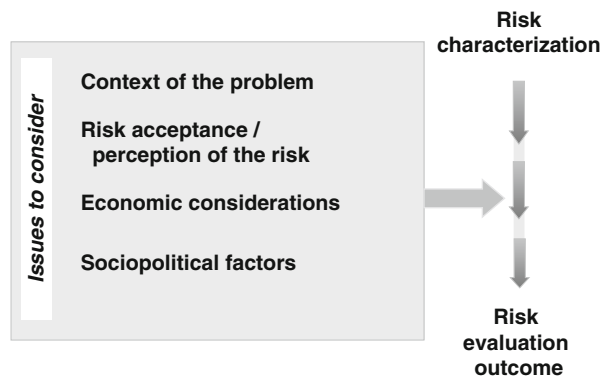 Risk
characterization
Issues to consider
Context of the problem
Risk acceptance /
perception of the risk
Economic considerations
Sociopolitical factors
Risk
evaluation
outcome